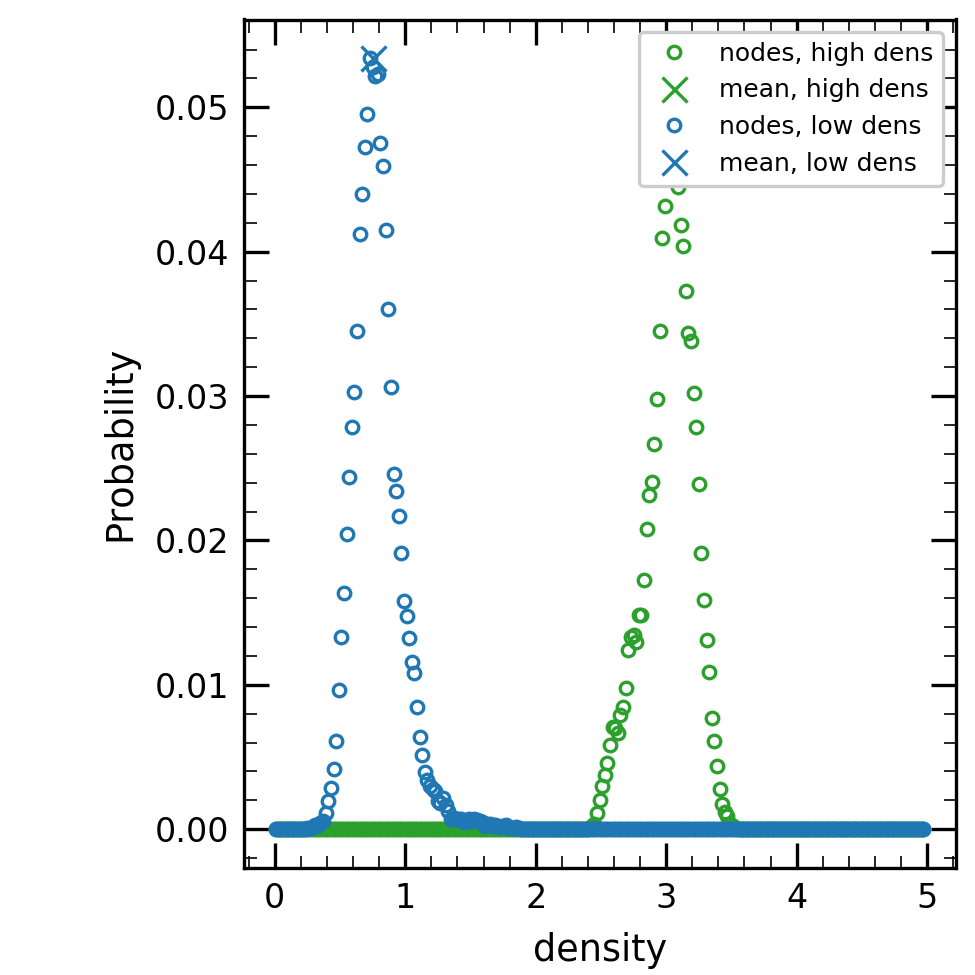 nodes, high dens
mean, high dens
nodes, low dens
mean, low dens
0.05
0.04
0.03
0.02
0.01
0.00
Probability
0 1 2 3 4 5
density